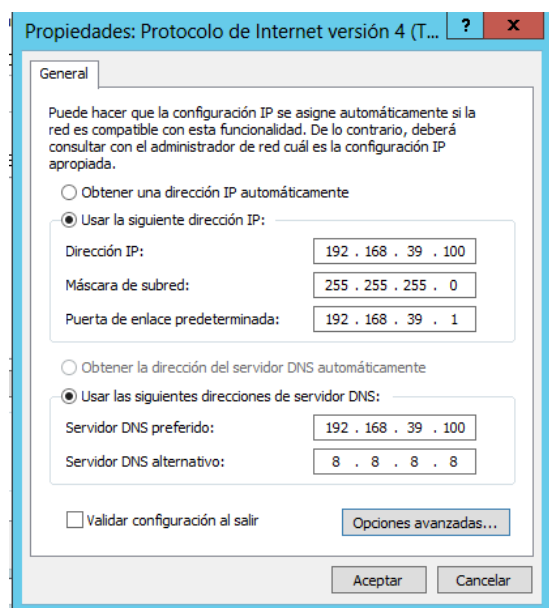 Propiedades: Protocolo de Internet versión 4 (T... ? x
General
Puede hacer que la configuración IP se asigne automáticamente si la
red es compatible con esta funcionalidad. De lo contrario, deberá
consultar con el administrador de red cuál es la configuración IP
apropiada.
Obtener una dirección IP automáticamente
Usar la siguiente dirección IP:
Dirección IP: 192 . 168 . 39 . 100
Máscara de subred: 255 . 255 . 255 . 0
Puerta de enlace predeterminada: 192 . 168 . 39 . 1
Obtener la dirección del servidor DNS automáticamente
Usar las siguientes direcciones de servidor DNS:
Servidor DNS preferido: 192 . 168 . 39 . 100
Servidor DNS alternativo: 8 . 8 . 8 . 8
Validar configuración al salir Opciones avanzadas...
Aceptar Cancelar